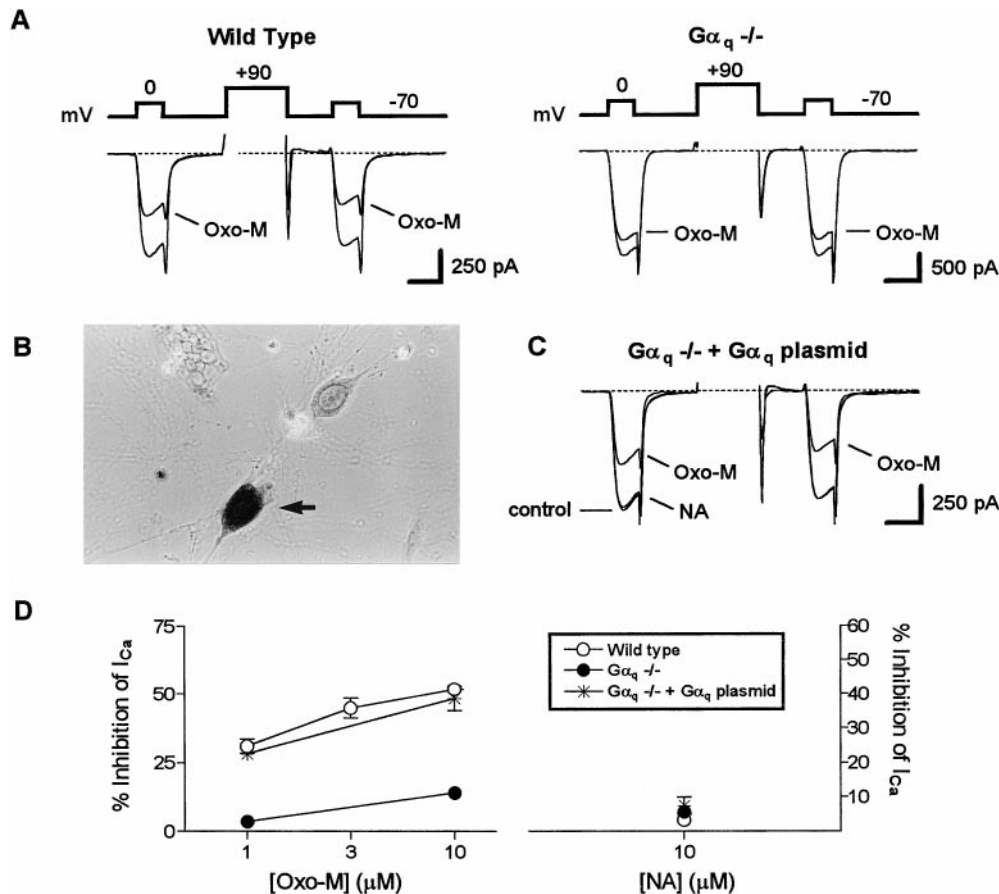 A
Wild Type
+90
0
-70
mV
Oxo-M
Oxo-M
250 pA
Gαq -/-
+90
0
-70
mV
Oxo-M
Oxo-M
500 pA
B
C
Gαq -/- + Gαq plasmid
Oxo-M
Oxo-M
control
NA
250 pA
D
% Inhibition of ICa
75
50
25
0
1
3
10
[Oxo-M] (μM)
Wild type
Gαq -/-
Gαq -/- + Gαq plasmid
60
50
40
30
20
10
% Inhibition of ICa
10
[NA] (μM)